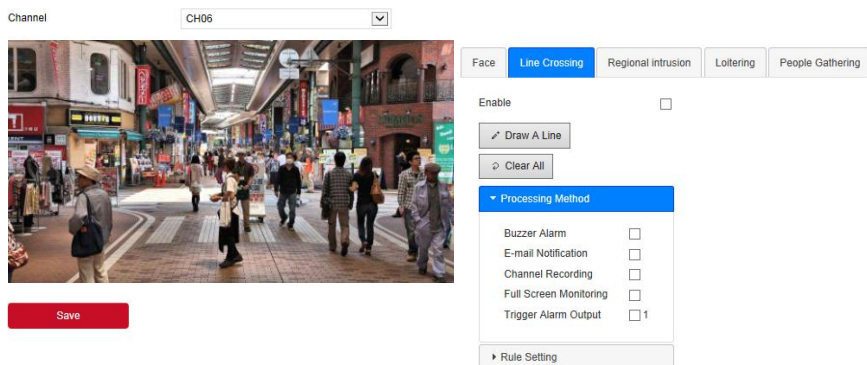 Channel
CH06
Face
Line Crossing
Regional intrusion
Loitering
People Gathering
Enable
Draw A Line
Clear All
Processing Method
Buzzer Alarm
E-mail Notification
Channel Recording
Full Screen Monitoring
Trigger Alarm Output 1
Save
Rule Setting